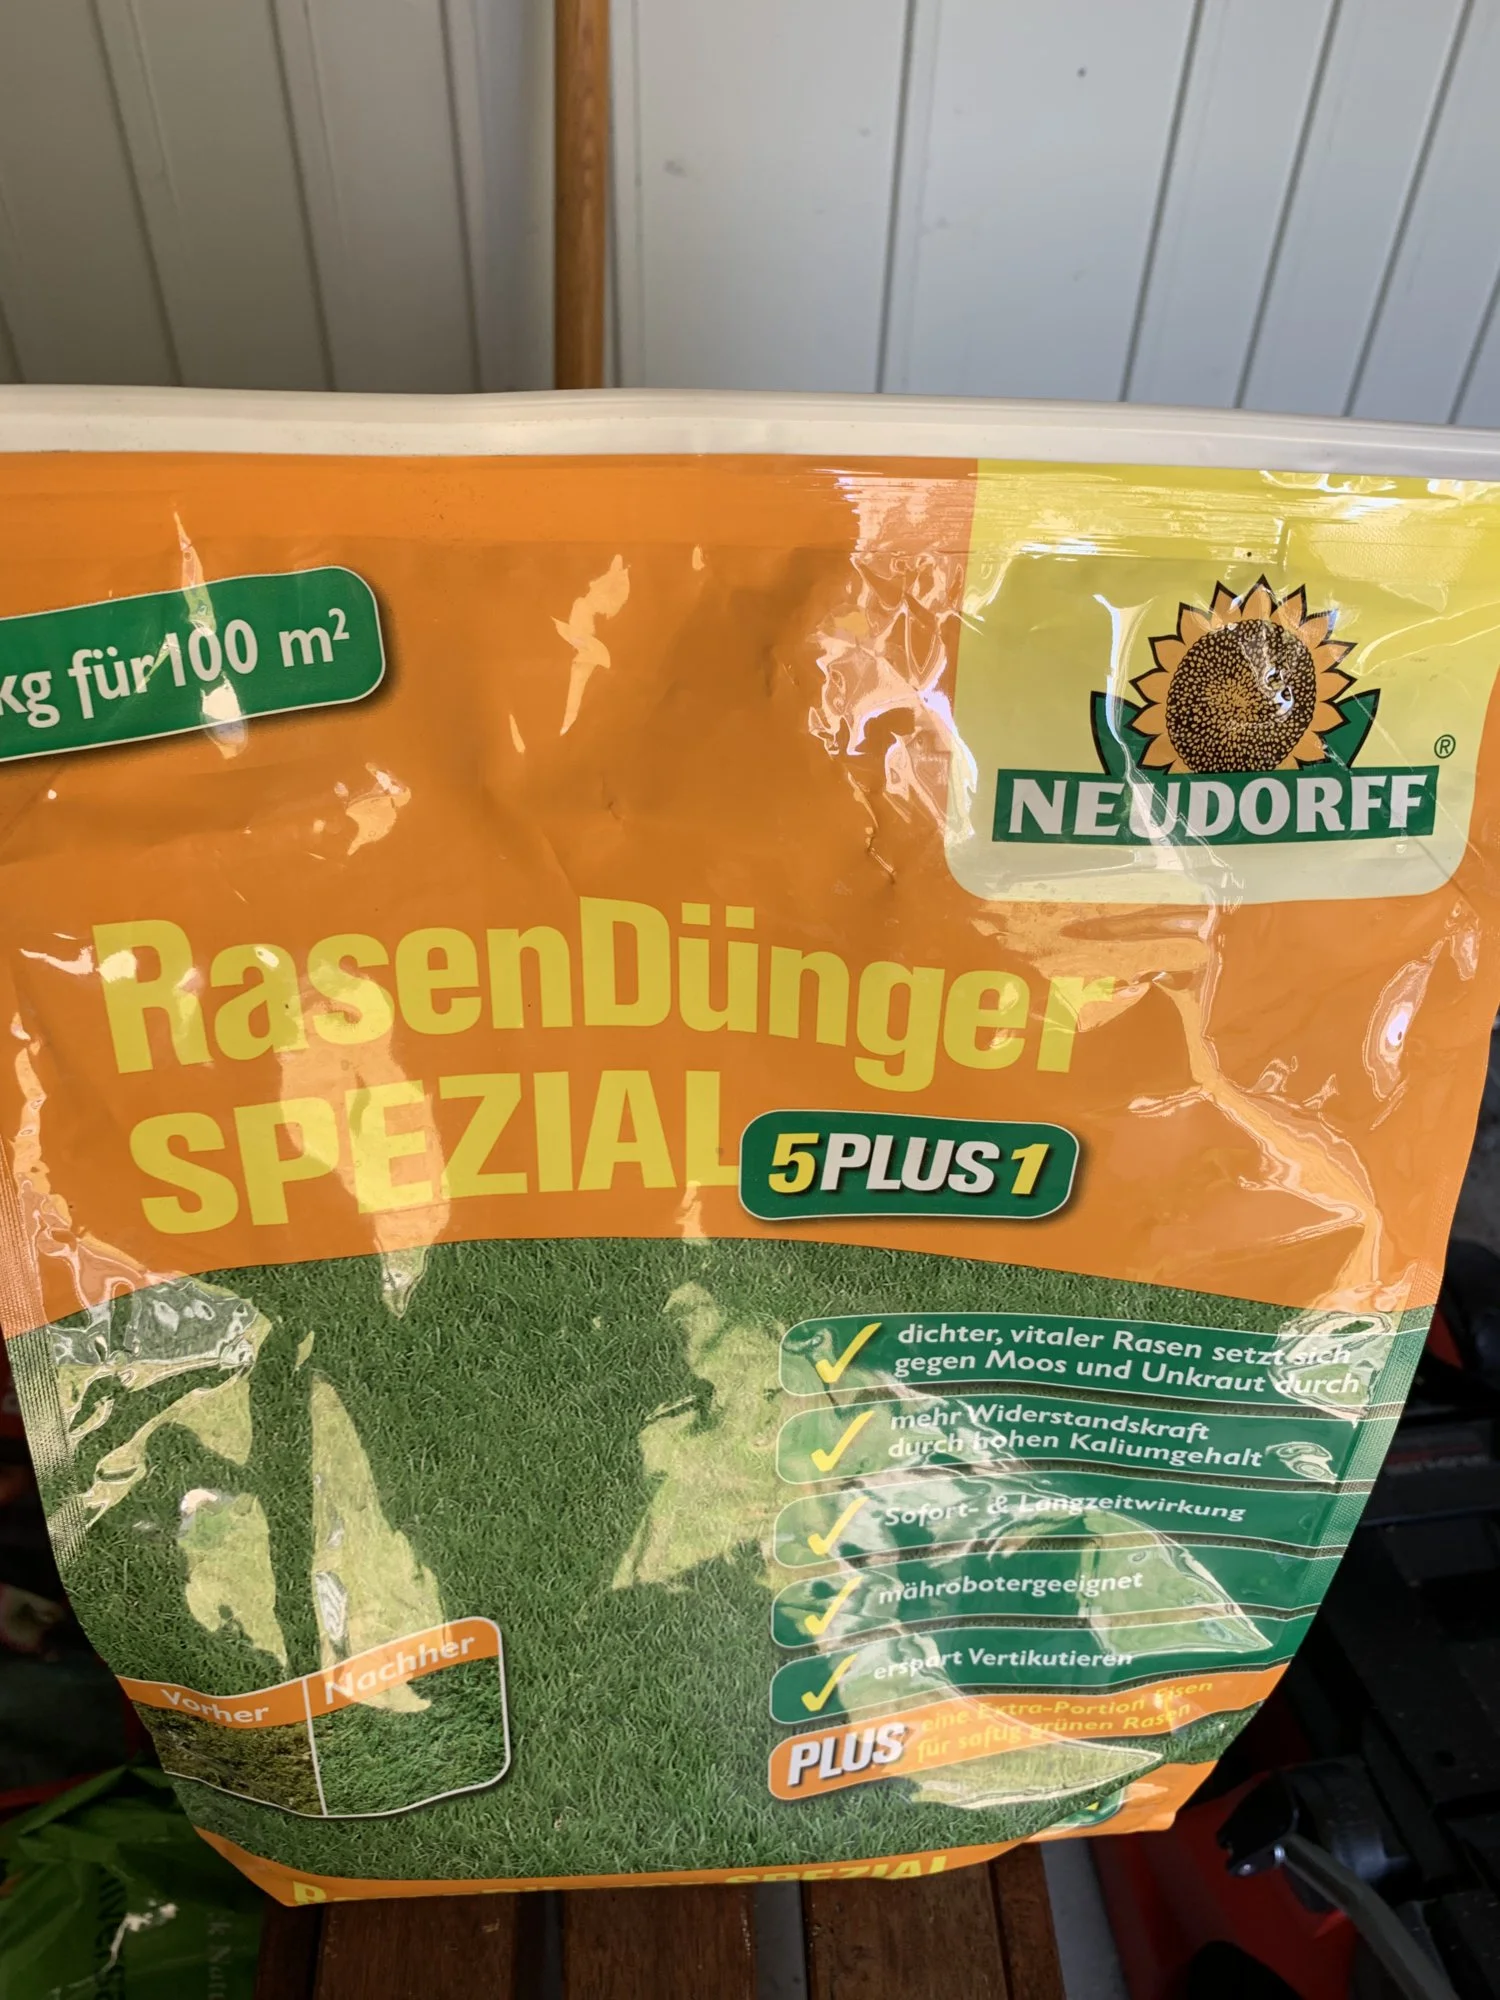 kg für 100 m²
NEUDORFF®
RasenDünger
SPEZIAL 5PLUS1
✓ dichter, vitaler Rasen setzt sich
gegen Moos und Unkraut durch
✓ mehr Widerstandskraft
durch hohen Kaliumgehalt
✓ Sofort- & Langzeitwirkung
✓ mährobotergeeignet
✓ erspart Vertikutieren
PLUS eine Extra-Portion Eisen
für saftig grünen Rasen
Vorher Nachher
SPEZIAL